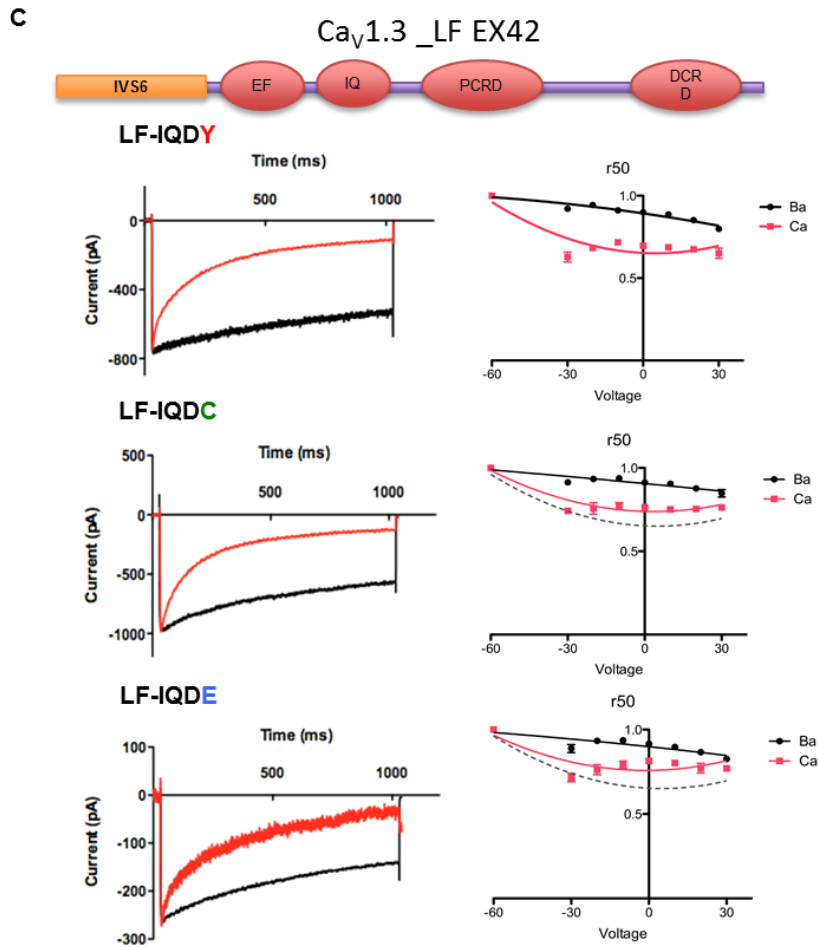 C
CaV1.3 _LF EX42
IVS6
EF
IQ
PCRD
DCR
D
LF-IQDY
Time (ms)
500
1000
0
-400
-800
Current (pA)
r50
1.0
0.5
-60
-30
0
30
Voltage
Ba
Ca
LF-IQDC
Time (ms)
500
1000
500
0
-500
-1000
Current (pA)
r50
1.0
0.5
-60
-30
0
30
Voltage
Ba
Ca
LF-IQDE
Time (ms)
500
1000
100
0
-100
-200
-300
Current (pA)
r50
1.0
0.5
-60
-30
0
30
Voltage
Ba
Ca